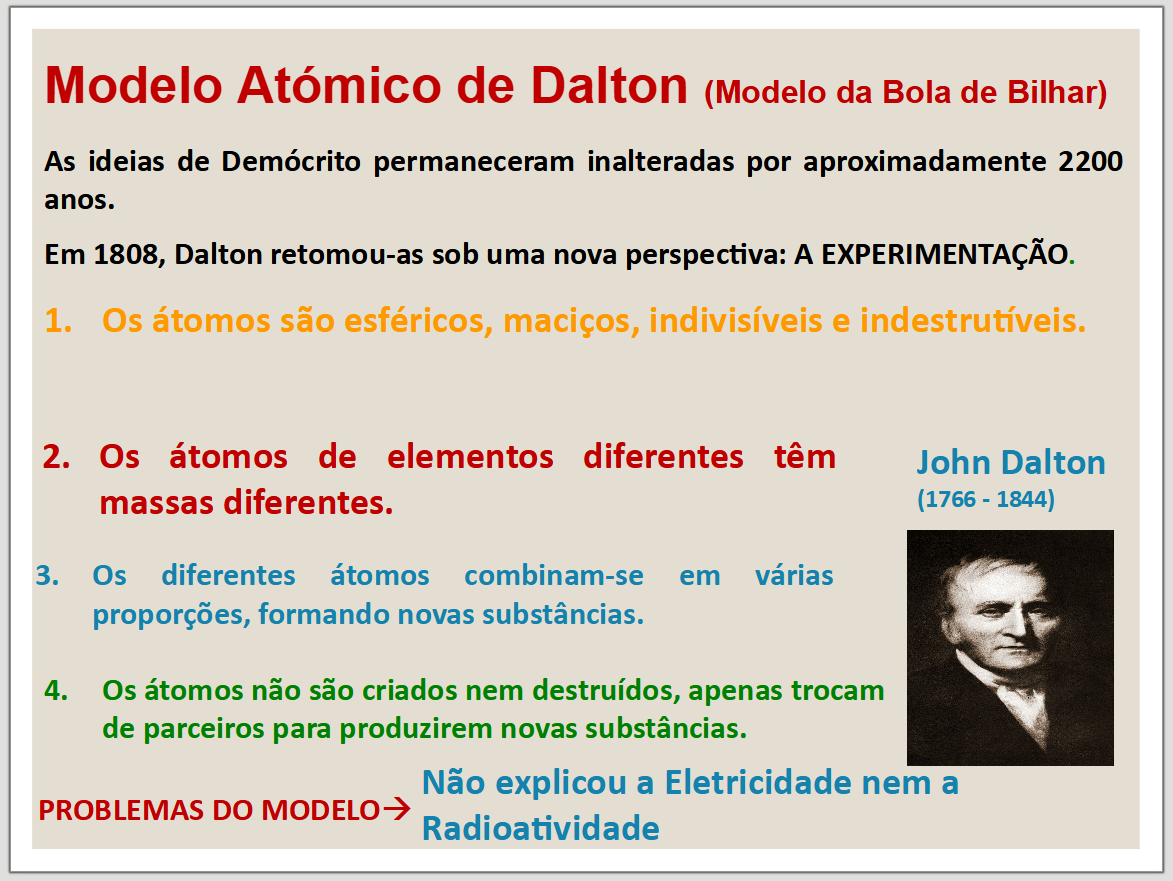 Modelo Atómico de Dalton (Modelo da Bola de Bilhar)
As ideias de Demócrito permaneceram inalteradas por aproximadamente 2200
anos.
Em 1808, Dalton retomou-as sob uma nova perspectiva: A EXPERIMENTAÇÃO.
1. Os átomos são esféricos, maciços, indivisíveis e indestrutíveis.
2. Os átomos de elementos diferentes têm
massas diferentes.
John Dalton
(1766 - 1844)
3. Os diferentes átomos combinam-se em várias
proporções, formando novas substâncias.
4. Os átomos não são criados nem destruídos, apenas trocam
de parceiros para produzirem novas substâncias.
PROBLEMAS DO MODELO→
Não explicou a Eletricidade nem a
Radioatividade